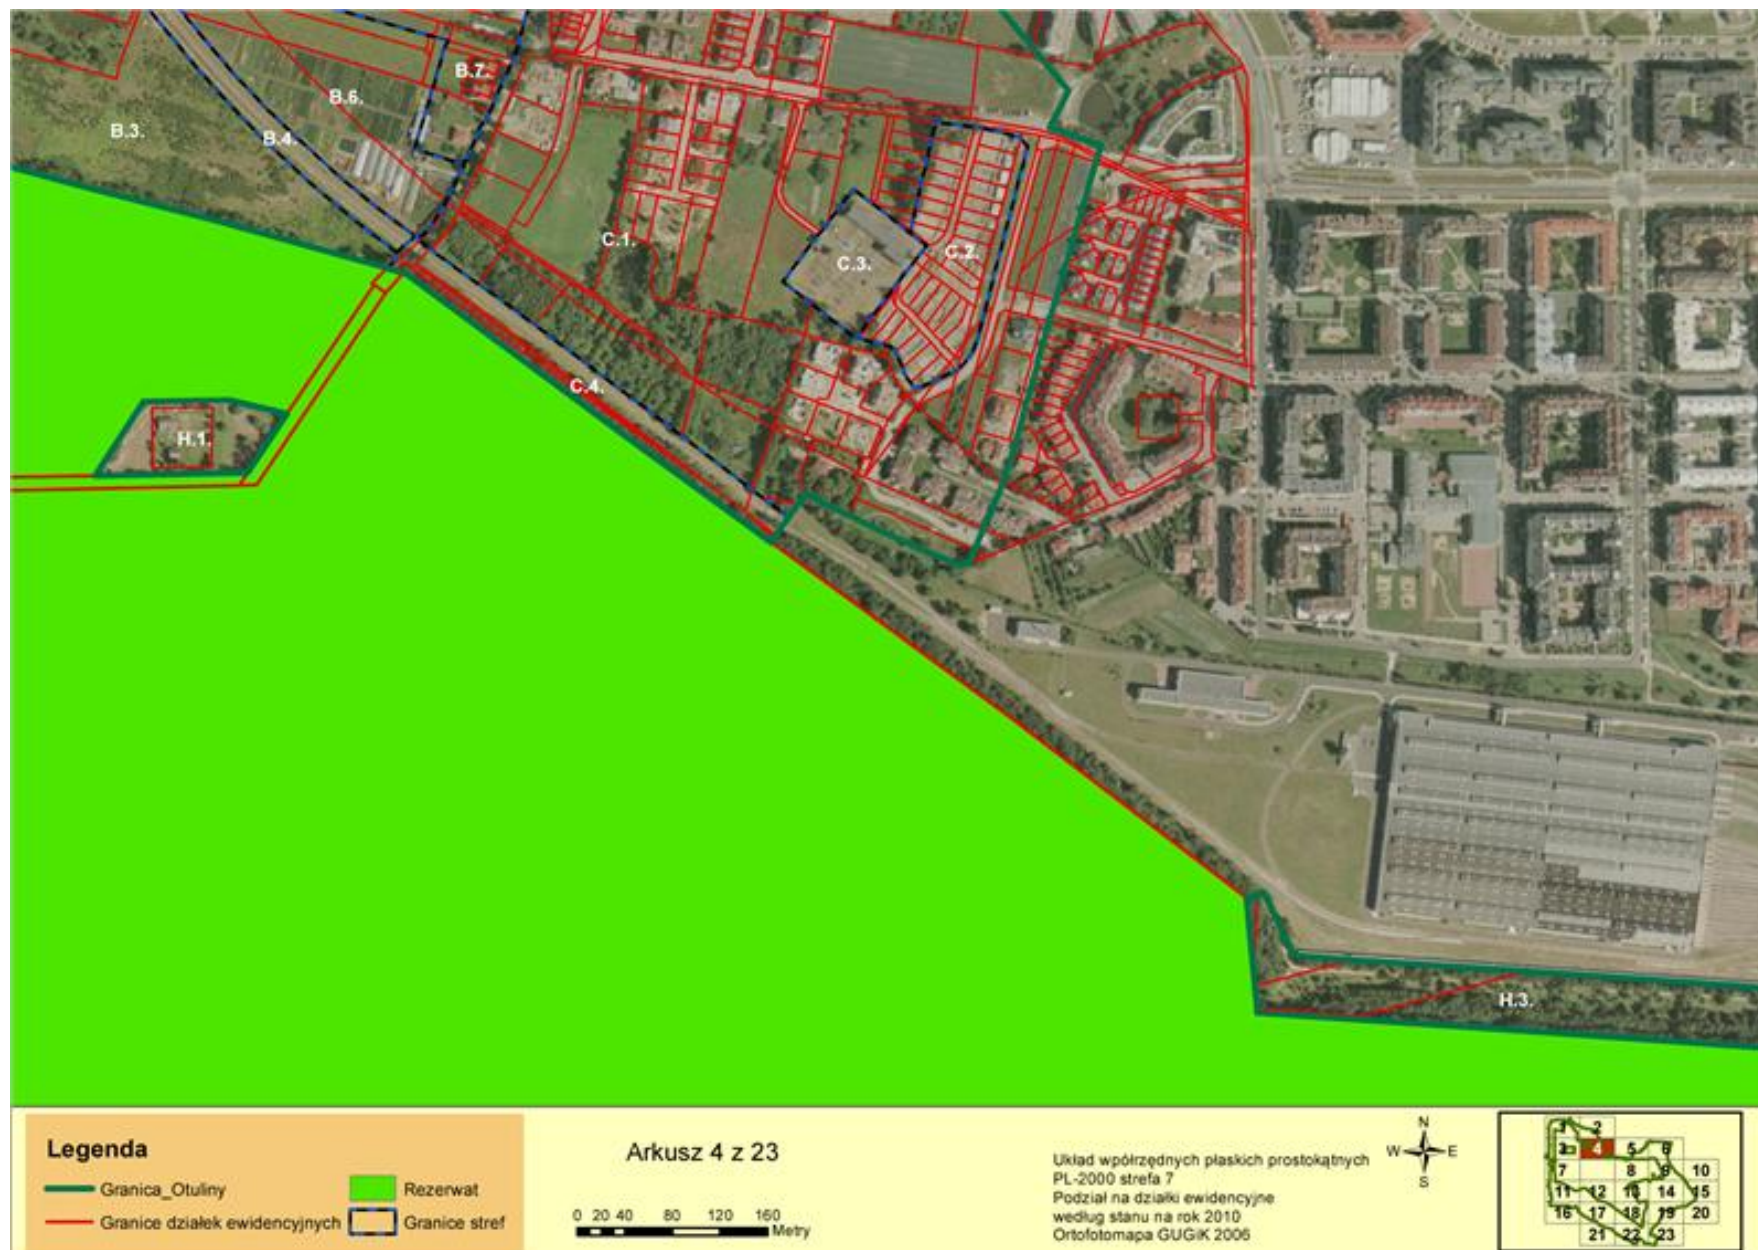 B.7.
B.6.
B.3.
B.4.
C.1.
C.2.
C.3.
C.4.
H.1.
H.3.
Legenda
Granica_Otuliny
Rezerwat
Granice działek ewidencyjnych
Granice stref
Arkusz 4 z 23
0 20 40 80 120 160
Metry
Układ wpółrzędnych płaskich prostokątnych
PL-2000 strefa 7
Podział na działki ewidencyjne
według stanu na rok 2010
Ortofotomapa GUGiK 2006
N
W E
S
1 2
3 4 5 6
7 8 9 10
11 12 13 14 15
16 17 18 19 20
21 22 23